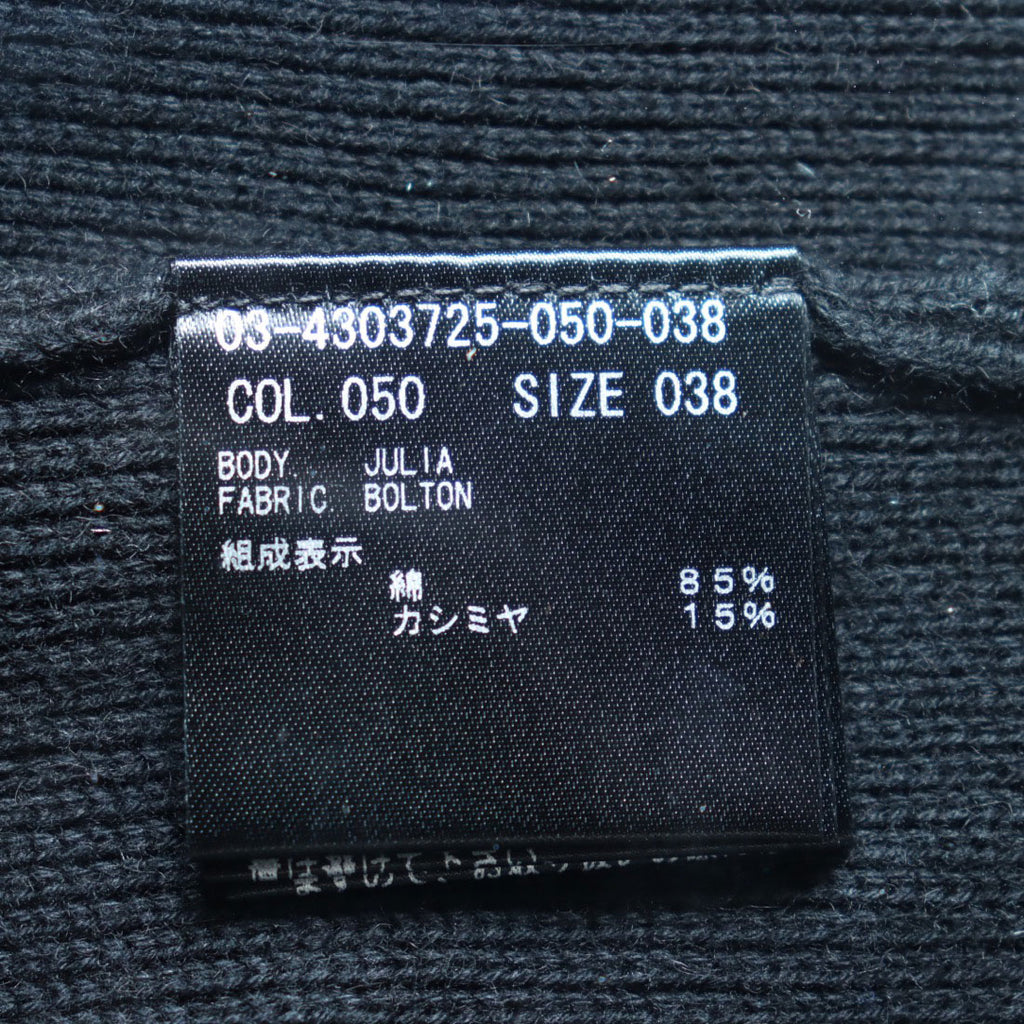 03-4303725-050-038
COL. 050 SIZE 038
BODY. JULIA
FABRIC BOLTON
組成表示
綿 85%
カシミヤ 15%